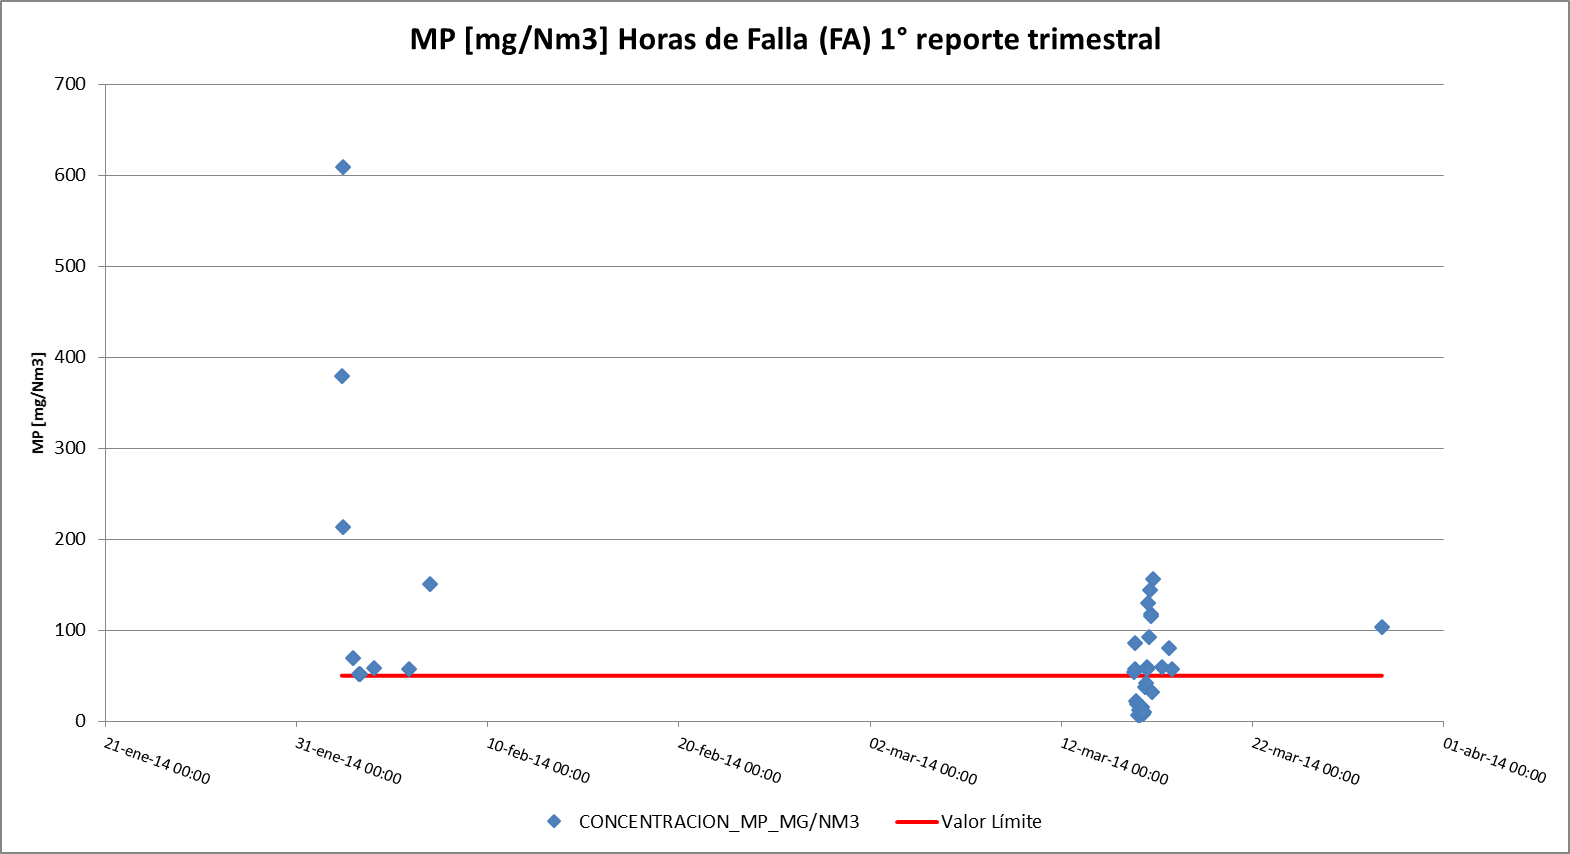 MP [mg/Nm3] Horas de Falla (FA) 1° reporte trimestral
700
600
500
400
300
200
100
0
MP [mg/Nm3]
21-ene-14 00:00
31-ene-14 00:00
10-feb-14 00:00
20-feb-14 00:00
02-mar-14 00:00
12-mar-14 00:00
22-mar-14 00:00
01-abr-14 00:00
CONCENTRACION_MP_MG/NM3
Valor Límite